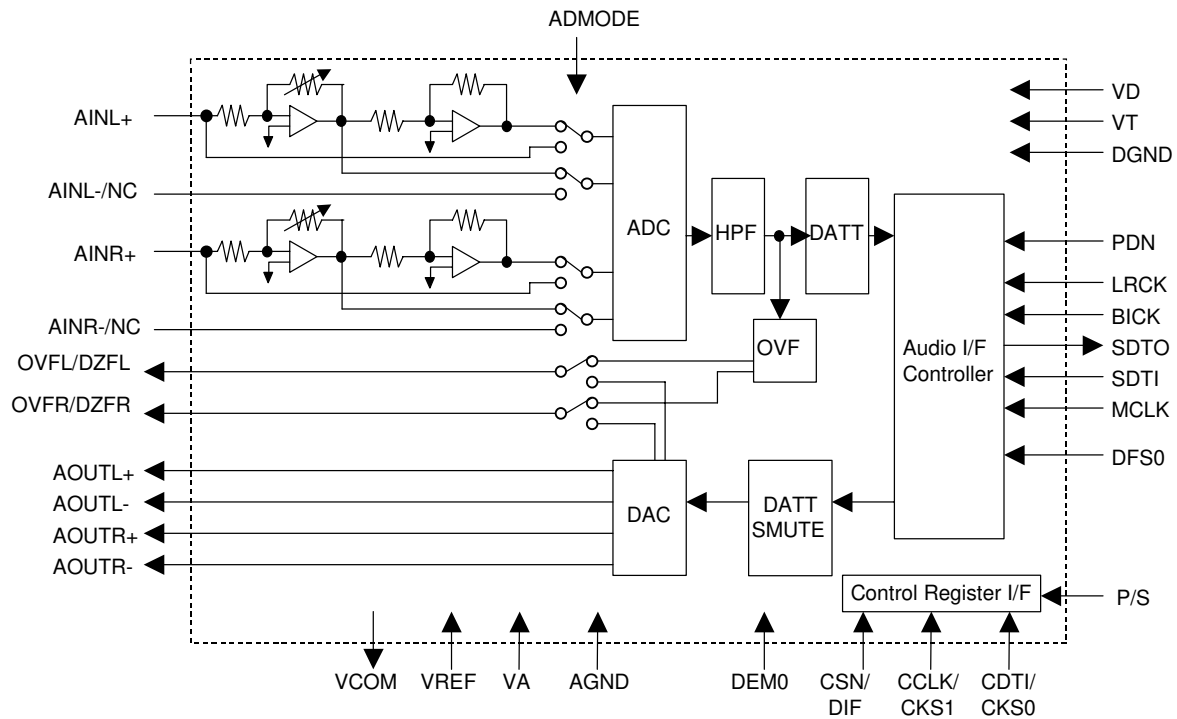 ADMODE
AINL+
AINL-/NC
AINR+
AINR-/NC
OVFL/DZFL
OVFR/DZFR
AOUTL+
AOUTL-
AOUTR+
AOUTR-
ADC
HPF
DATT
OVF
Audio I/F
Controller
DAC
DATT
SMUTE
Control Register I/F
VD
VT
DGND
PDN
LRCK
BICK
SDTO
SDTI
MCLK
DFS0
P/S
VCOM
VREF
VA
AGND
DEM0
CSN/
DIF
CCLK/
CKS1
CDTI/
CKS0